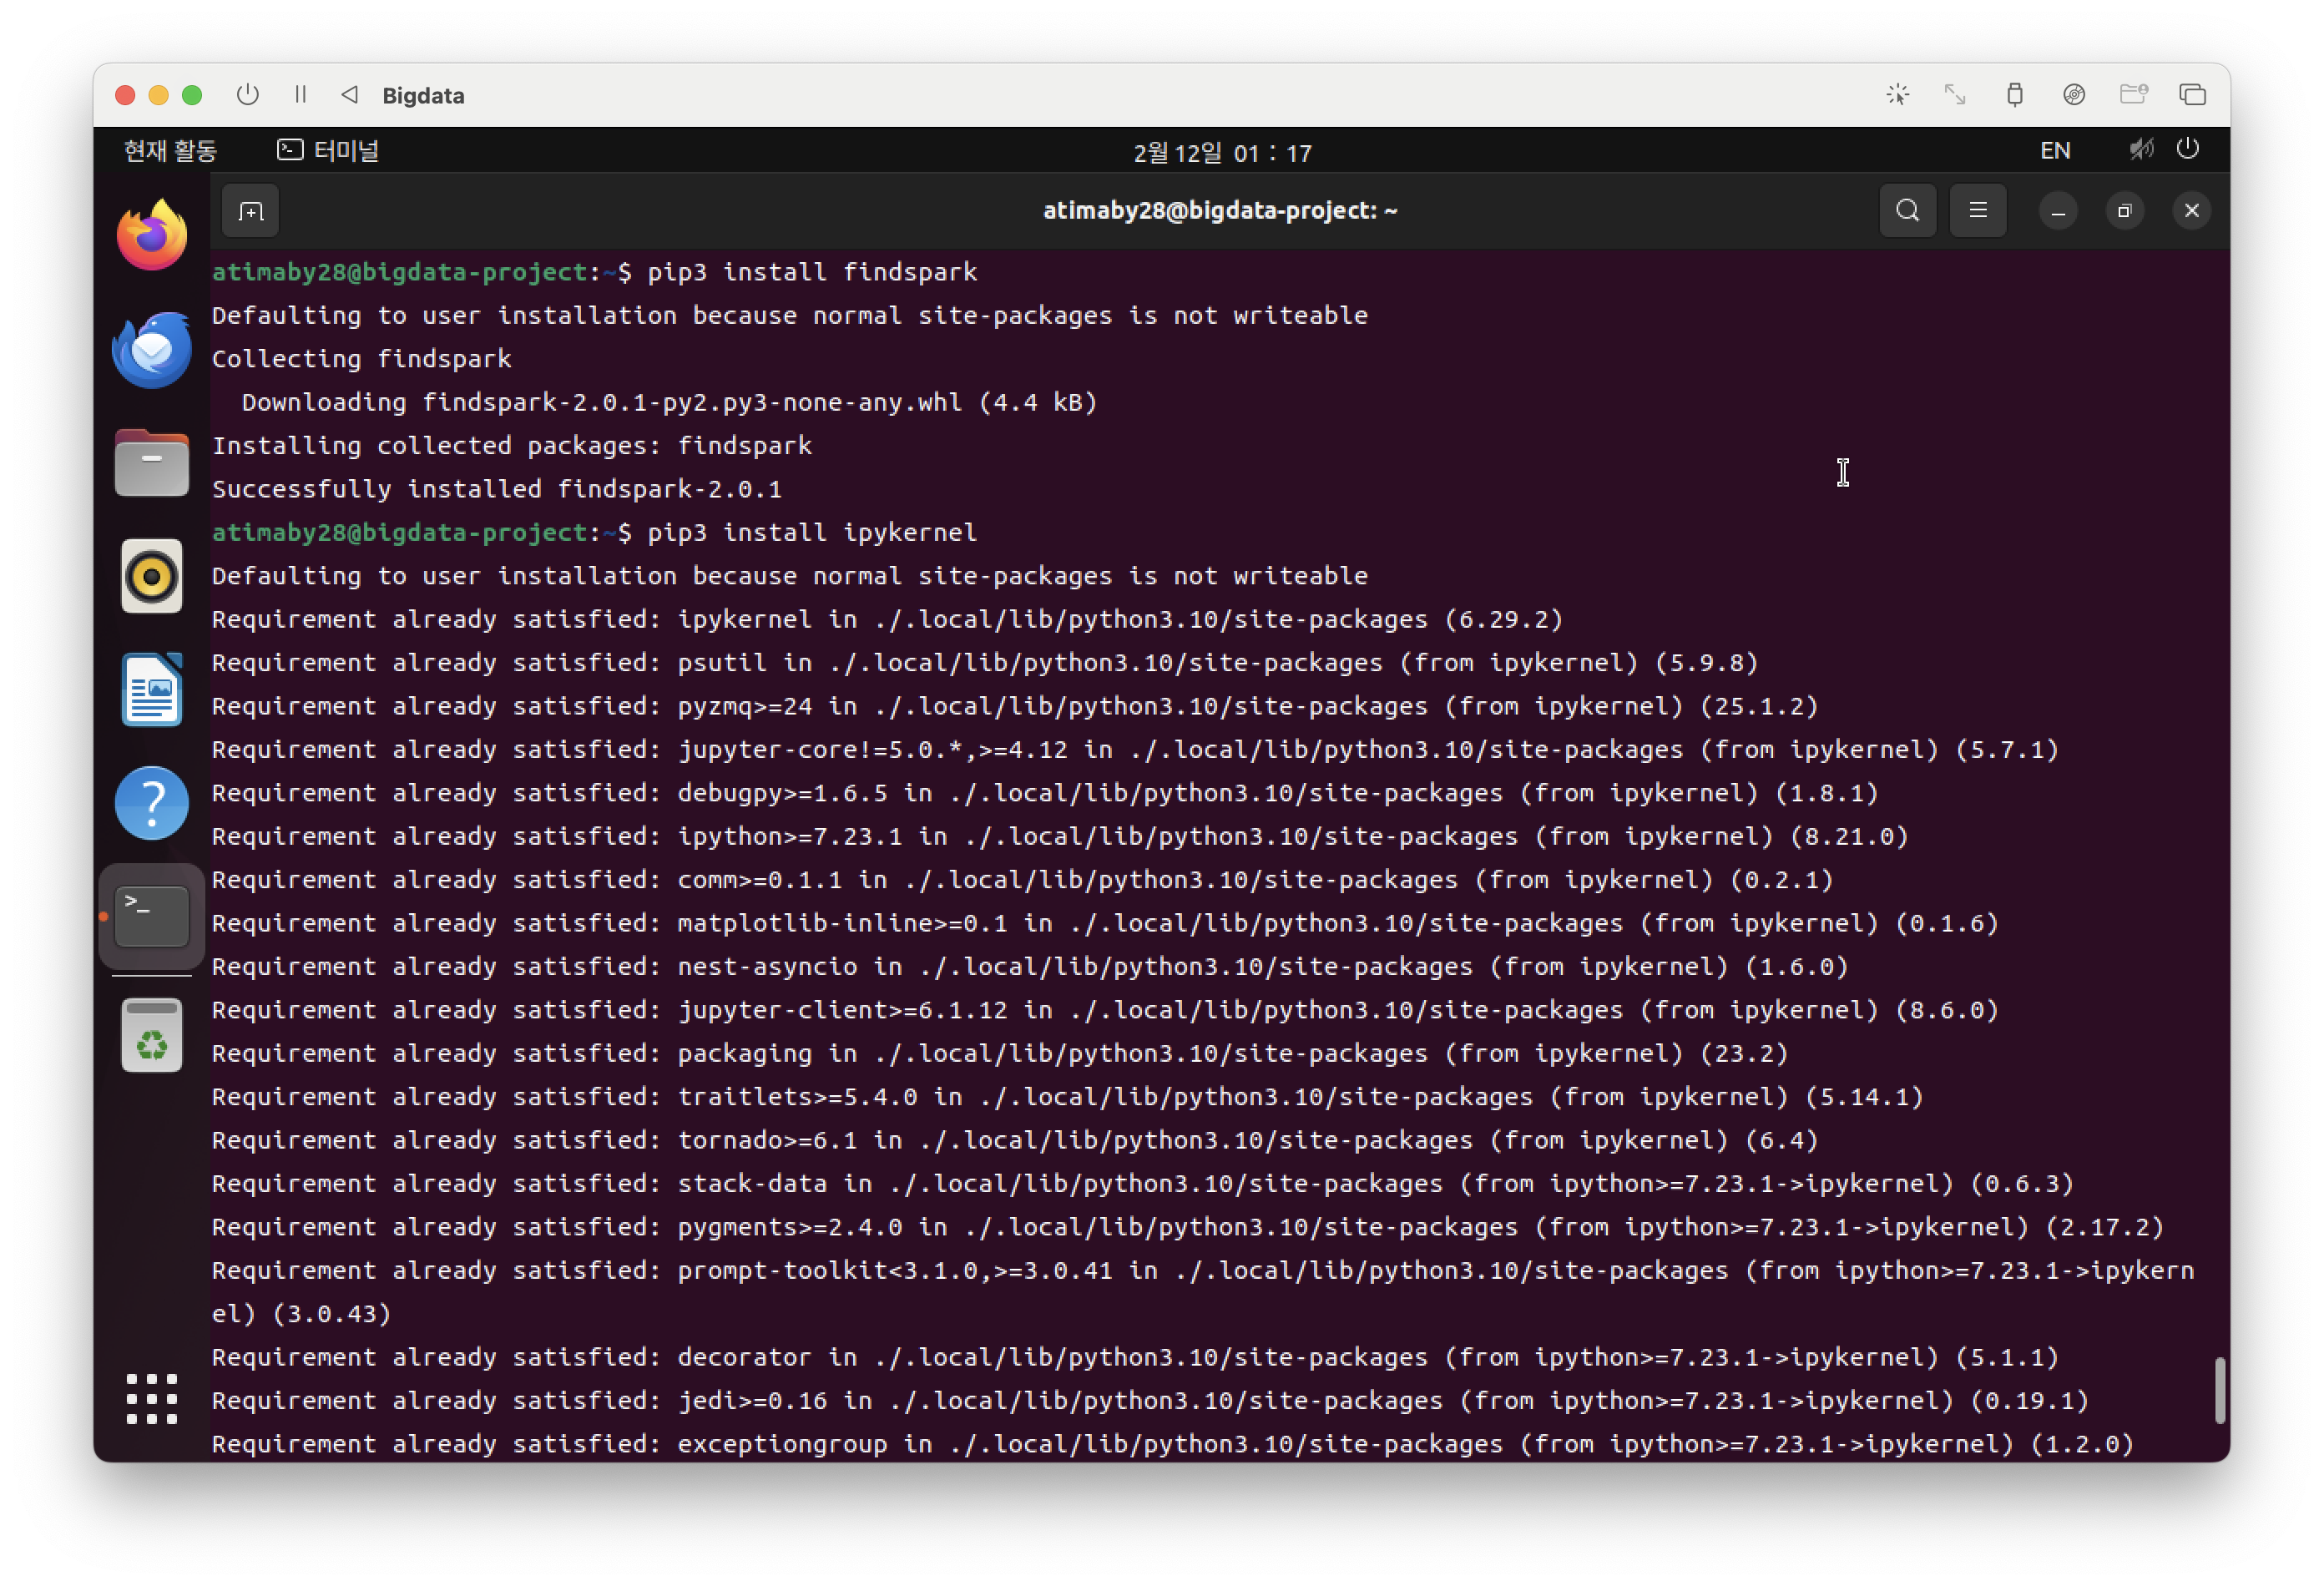 Bigdata
현재 활동
터미널
2월 12일 01 : 17
EN
atimaby28@bigdata-project: ~
atimaby28@bigdata-project:~$ pip3 install findspark
Defaulting to user installation because normal site-packages is not writeable
Collecting findspark
  Downloading findspark-2.0.1-py2.py3-none-any.whl (4.4 kB)
Installing collected packages: findspark
Successfully installed findspark-2.0.1
atimaby28@bigdata-project:~$ pip3 install ipykernel
Defaulting to user installation because normal site-packages is not writeable
Requirement already satisfied: ipykernel in ./.local/lib/python3.10/site-packages (6.29.2)
Requirement already satisfied: psutil in ./.local/lib/python3.10/site-packages (from ipykernel) (5.9.8)
Requirement already satisfied: pyzmq>=24 in ./.local/lib/python3.10/site-packages (from ipykernel) (25.1.2)
Requirement already satisfied: jupyter-core!=5.0.*,>=4.12 in ./.local/lib/python3.10/site-packages (from ipykernel) (5.7.1)
Requirement already satisfied: debugpy>=1.6.5 in ./.local/lib/python3.10/site-packages (from ipykernel) (1.8.1)
Requirement already satisfied: ipython>=7.23.1 in ./.local/lib/python3.10/site-packages (from ipykernel) (8.21.0)
Requirement already satisfied: comm>=0.1.1 in ./.local/lib/python3.10/site-packages (from ipykernel) (0.2.1)
Requirement already satisfied: matplotlib-inline>=0.1 in ./.local/lib/python3.10/site-packages (from ipykernel) (0.1.6)
Requirement already satisfied: nest-asyncio in ./.local/lib/python3.10/site-packages (from ipykernel) (1.6.0)
Requirement already satisfied: jupyter-client>=6.1.12 in ./.local/lib/python3.10/site-packages (from ipykernel) (8.6.0)
Requirement already satisfied: packaging in ./.local/lib/python3.10/site-packages (from ipykernel) (23.2)
Requirement already satisfied: traitlets>=5.4.0 in ./.local/lib/python3.10/site-packages (from ipykernel) (5.14.1)
Requirement already satisfied: tornado>=6.1 in ./.local/lib/python3.10/site-packages (from ipykernel) (6.4)
Requirement already satisfied: stack-data in ./.local/lib/python3.10/site-packages (from ipython>=7.23.1->ipykernel) (0.6.3)
Requirement already satisfied: pygments>=2.4.0 in ./.local/lib/python3.10/site-packages (from ipython>=7.23.1->ipykernel) (2.17.2)
Requirement already satisfied: prompt-toolkit<3.1.0,>=3.0.41 in ./.local/lib/python3.10/site-packages (from ipython>=7.23.1->ipykern
el) (3.0.43)
Requirement already satisfied: decorator in ./.local/lib/python3.10/site-packages (from ipython>=7.23.1->ipykernel) (5.1.1)
Requirement already satisfied: jedi>=0.16 in ./.local/lib/python3.10/site-packages (from ipython>=7.23.1->ipykernel) (0.19.1)
Requirement already satisfied: exceptiongroup in ./.local/lib/python3.10/site-packages (from ipython>=7.23.1->ipykernel) (1.2.0)